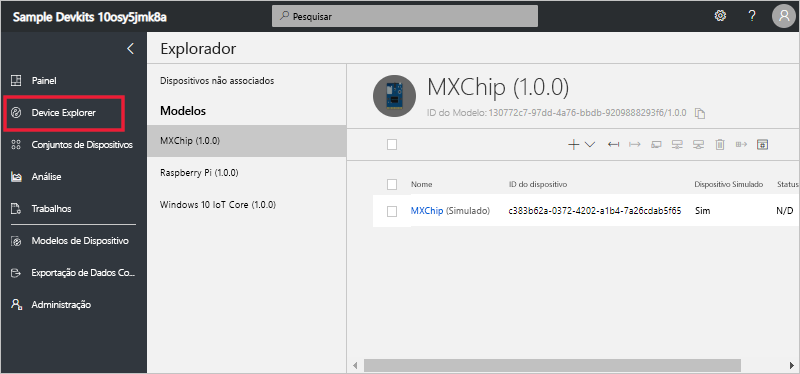 Sample Devkits 10osy5jmk8a
Pesquisar
?
Painel
Device Explorer
Conjuntos de Dispositivos
Análise
Trabalhos
Modelos de Dispositivo
Exportação de Dados Co...
Administração
Explorador
Dispositivos não associados
Modelos
MXChip (1.0.0)
Raspberry Pi (1.0.0)
Windows 10 IoT Core (1.0.0)
MXChip (1.0.0)
ID do Modelo: 130772c7-97dd-4a76-bbdb-9209888293f6/1.0.0
Nome ID do dispositivo Dispositivo Simulado Status
MXChip (Simulado) c383b62a-0372-4202-a1b4-7a26cdab5f65 Sim N/D